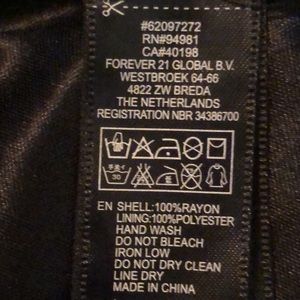 #62097272
RN#94981
CA#40198
FOREVER 21 GLOBAL B.V.
WESTBROEK 64-66
4822 ZW BREDA
THE NETHERLANDS
REGISTRATION NBR 34386700
30
EN SHELL:100%RAYON
LINING:100%POLYESTER
HAND WASH
DO NOT BLEACH
IRON LOW
DO NOT DRY CLEAN
LINE DRY
MADE IN CHINA